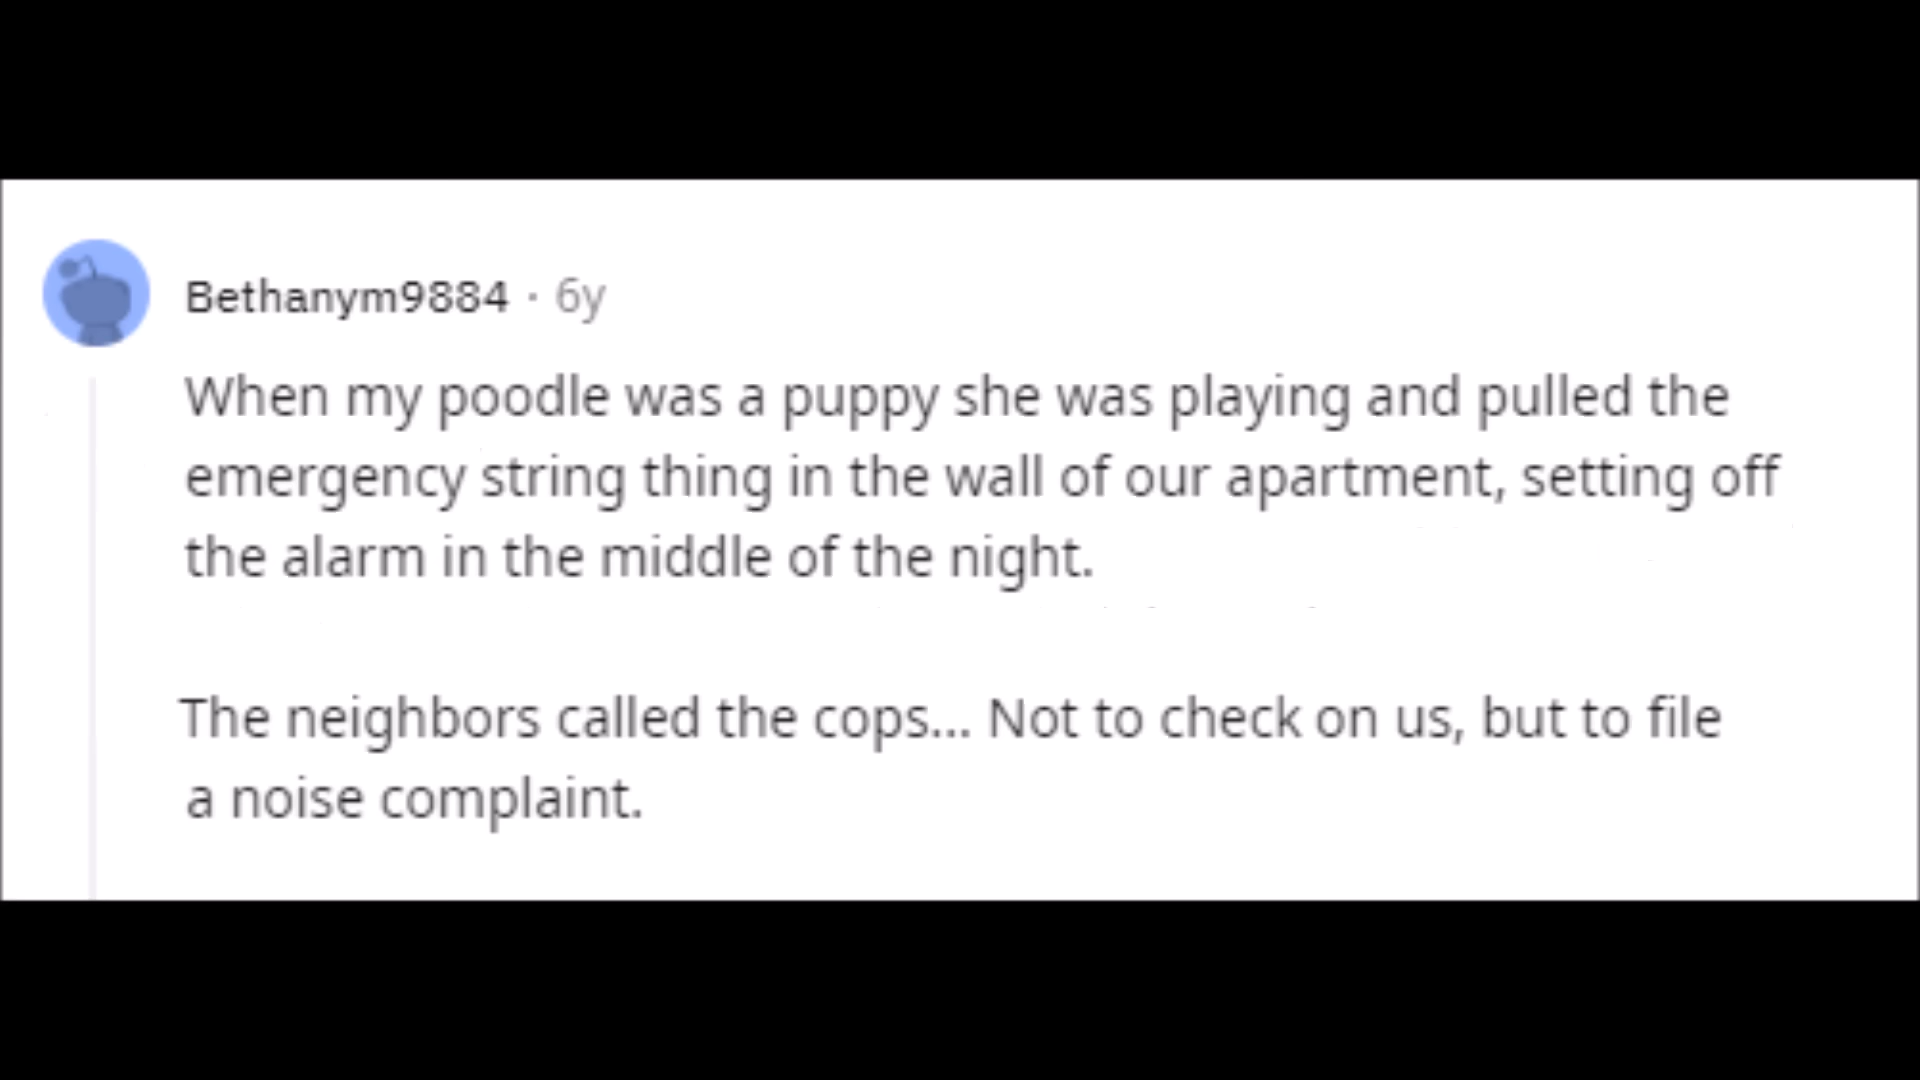 Bethanym9884 · 6y
When my poodle was a puppy she was playing and pulled the
emergency string thing in the wall of our apartment, setting off
the alarm in the middle of the night.
The neighbors called the cops... Not to check on us, but to file
a noise complaint.